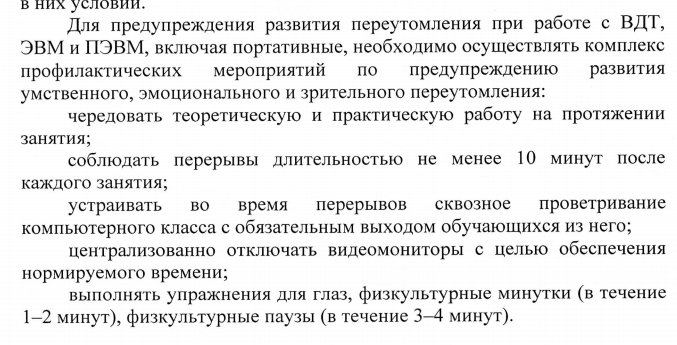 в них условий.
Для предупреждения развития переутомления при работе с ВДТ,
ЭВМ и ПЭВМ, включая портативные, необходимо осуществлять комплекс
профилактических мероприятий по предупреждению развития
умственного, эмоционального и зрительного переутомления:
чередовать теоретическую и практическую работу на протяжении
занятия;
соблюдать перерывы длительностью не менее 10 минут после
каждого занятия;
устраивать во время перерывов сквозное проветривание
компьютерного класса с обязательным выходом обучающихся из него;
централизованно отключать видеомониторы с целью обеспечения
нормируемого времени;
выполнять упражнения для глаз, физкультурные минутки (в течение
1–2 минут), физкультурные паузы (в течение 3–4 минут).